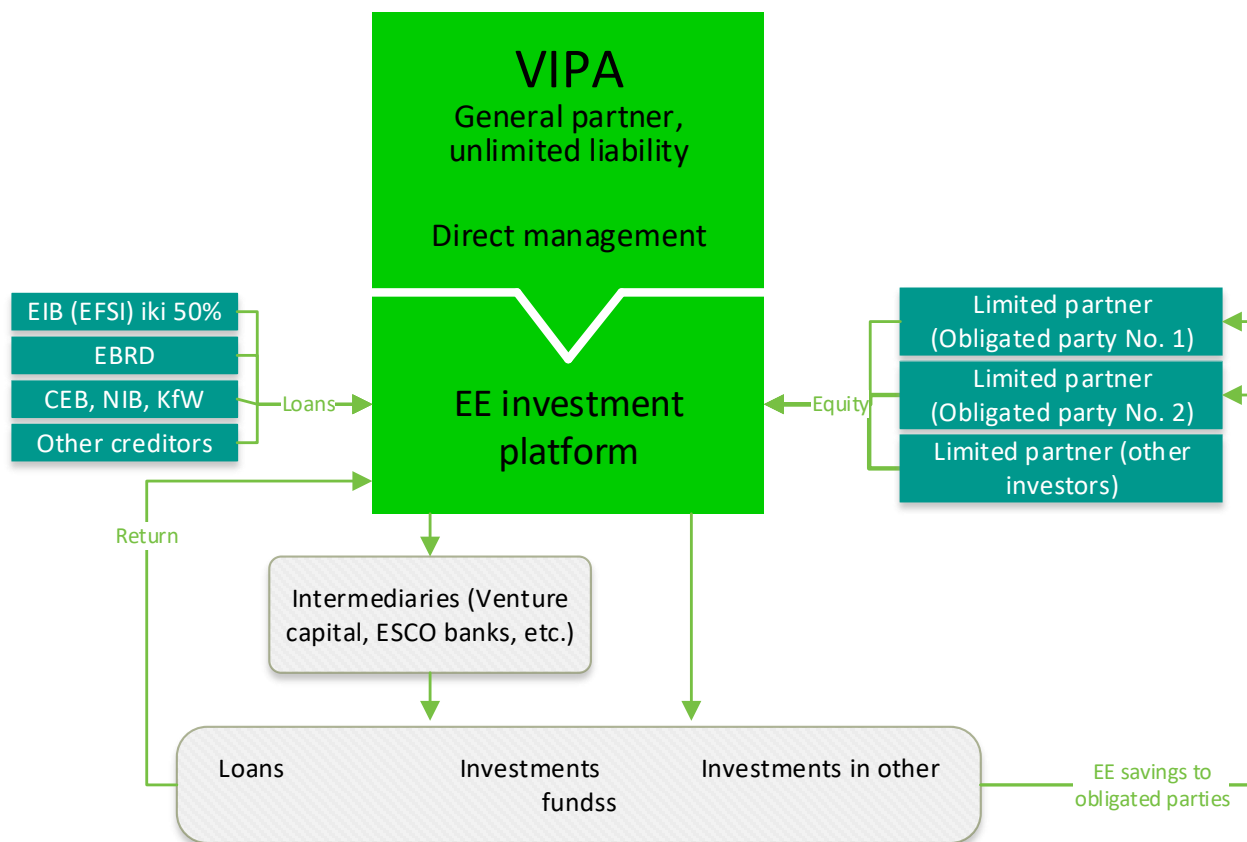 VIPA
General partner,
unlimited liability
Direct management
EIB (EFSI) iki 50%
EBRD
CEB, NIB, KfW
Other creditors
Loans
EE investment
platform
Equity
Limited partner
(Obligated party No. 1)
Limited partner
(Obligated party No. 2)
Limited partner (other
investors)
Return
Intermediaries (Venture
capital, ESCO banks, etc.)
Loans
Investments
fundss
Investments in other
EE savings to
obligated parties